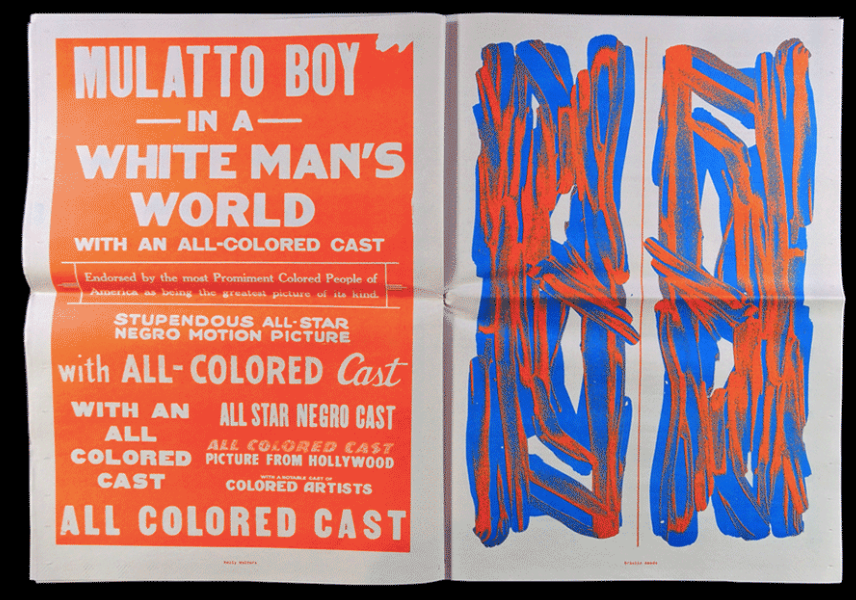 MULATTO BOY
IN A
WHITE MAN'S
WORLD
WITH AN ALL-COLORED CAST
Endorsed by the most Promiment Colored People of
America as being the greatest picture of its kind.
STUPENDOUS ALL-STAR
NEGRO MOTION PICTURE
with ALL-COLORED Cast
WITH AN
ALL
COLORED
CAST
ALL STAR NEGRO CAST
ALL COLORED CAST
PICTURE FROM HOLLYWOOD
WITH A NOTABLE CAST OF
COLORED ARTISTS
ALL COLORED CAST